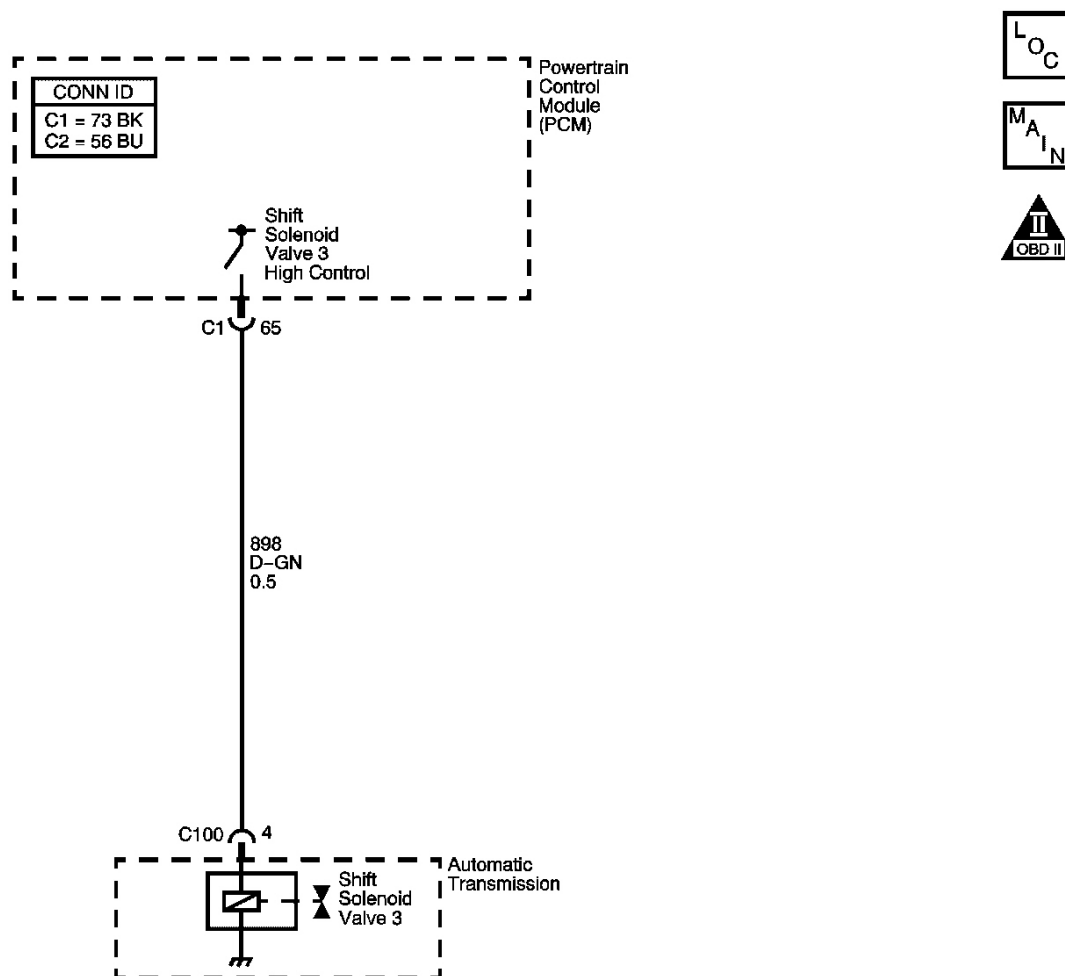 Powertrain
Control
Module
(PCM)
CONN ID
C1 = 73 BK
C2 = 56 BU
Shift
Solenoid
Valve 3
High Control
C1 65
898
D-GN
0.5
C100 4
Automatic
Transmission
Shift
Solenoid
Valve 3
LOC
MAIN
II
OBD II